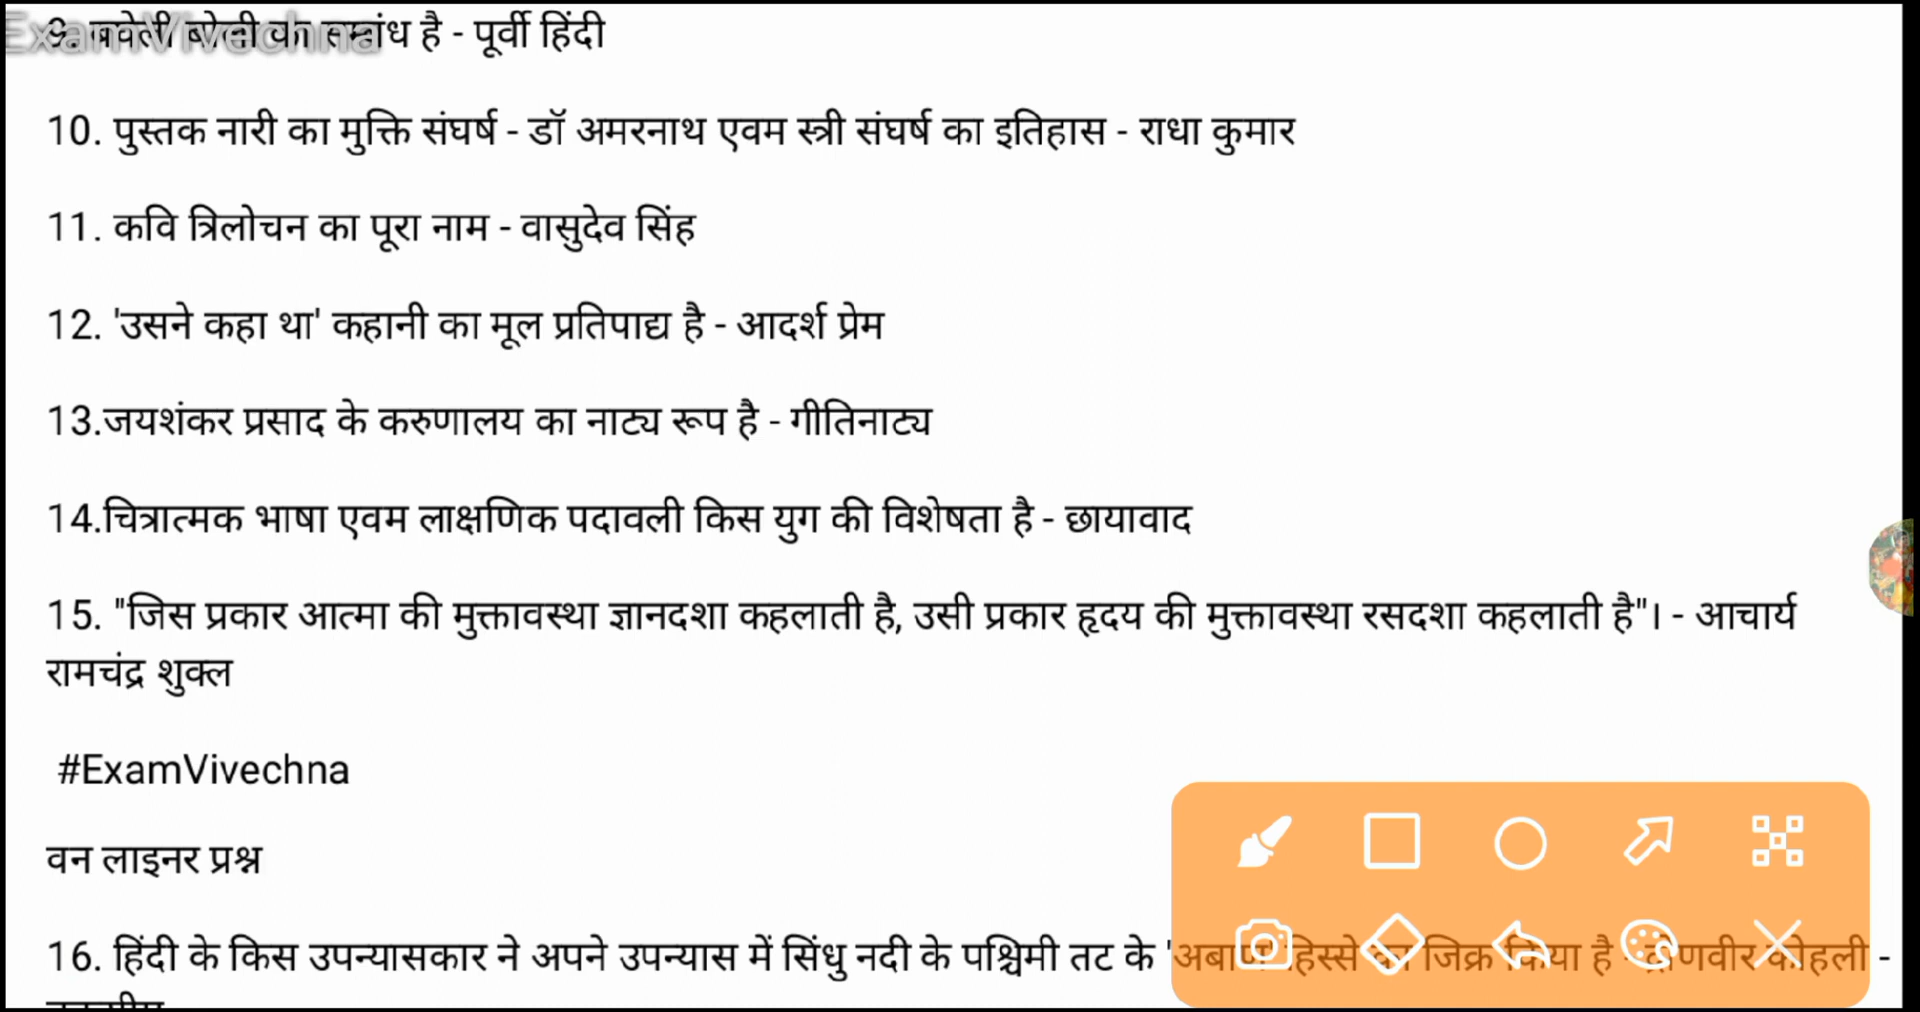 ExamVivechna
9. बघेली बोली का सम्बंध है - पूर्वी हिंदी
10. पुस्तक नारी का मुक्ति संघर्ष - डॉ अमरनाथ एवम स्त्री संघर्ष का इतिहास - राधा कुमार
11. कवि त्रिलोचन का पूरा नाम - वासुदेव सिंह
12. 'उसने कहा था' कहानी का मूल प्रतिपाद्य है - आदर्श प्रेम
13.जयशंकर प्रसाद के करुणालय का नाट्य रूप है - गीतिनाट्य
14.चित्रात्मक भाषा एवम लाक्षणिक पदावली किस युग की विशेषता है - छायावाद
15. "जिस प्रकार आत्मा की मुक्तावस्था ज्ञानदशा कहलाती है, उसी प्रकार हृदय की मुक्तावस्था रसदशा कहलाती है"। - आचार्य
रामचंद्र शुक्ल
#ExamVivechna
वन लाइनर प्रश्न
16. हिंदी के किस उपन्यासकार ने अपने उपन्यास में सिंधु नदी के पश्चिमी तट के हिस्से का जिक्र किया है - द्रोणवीर कोहली -